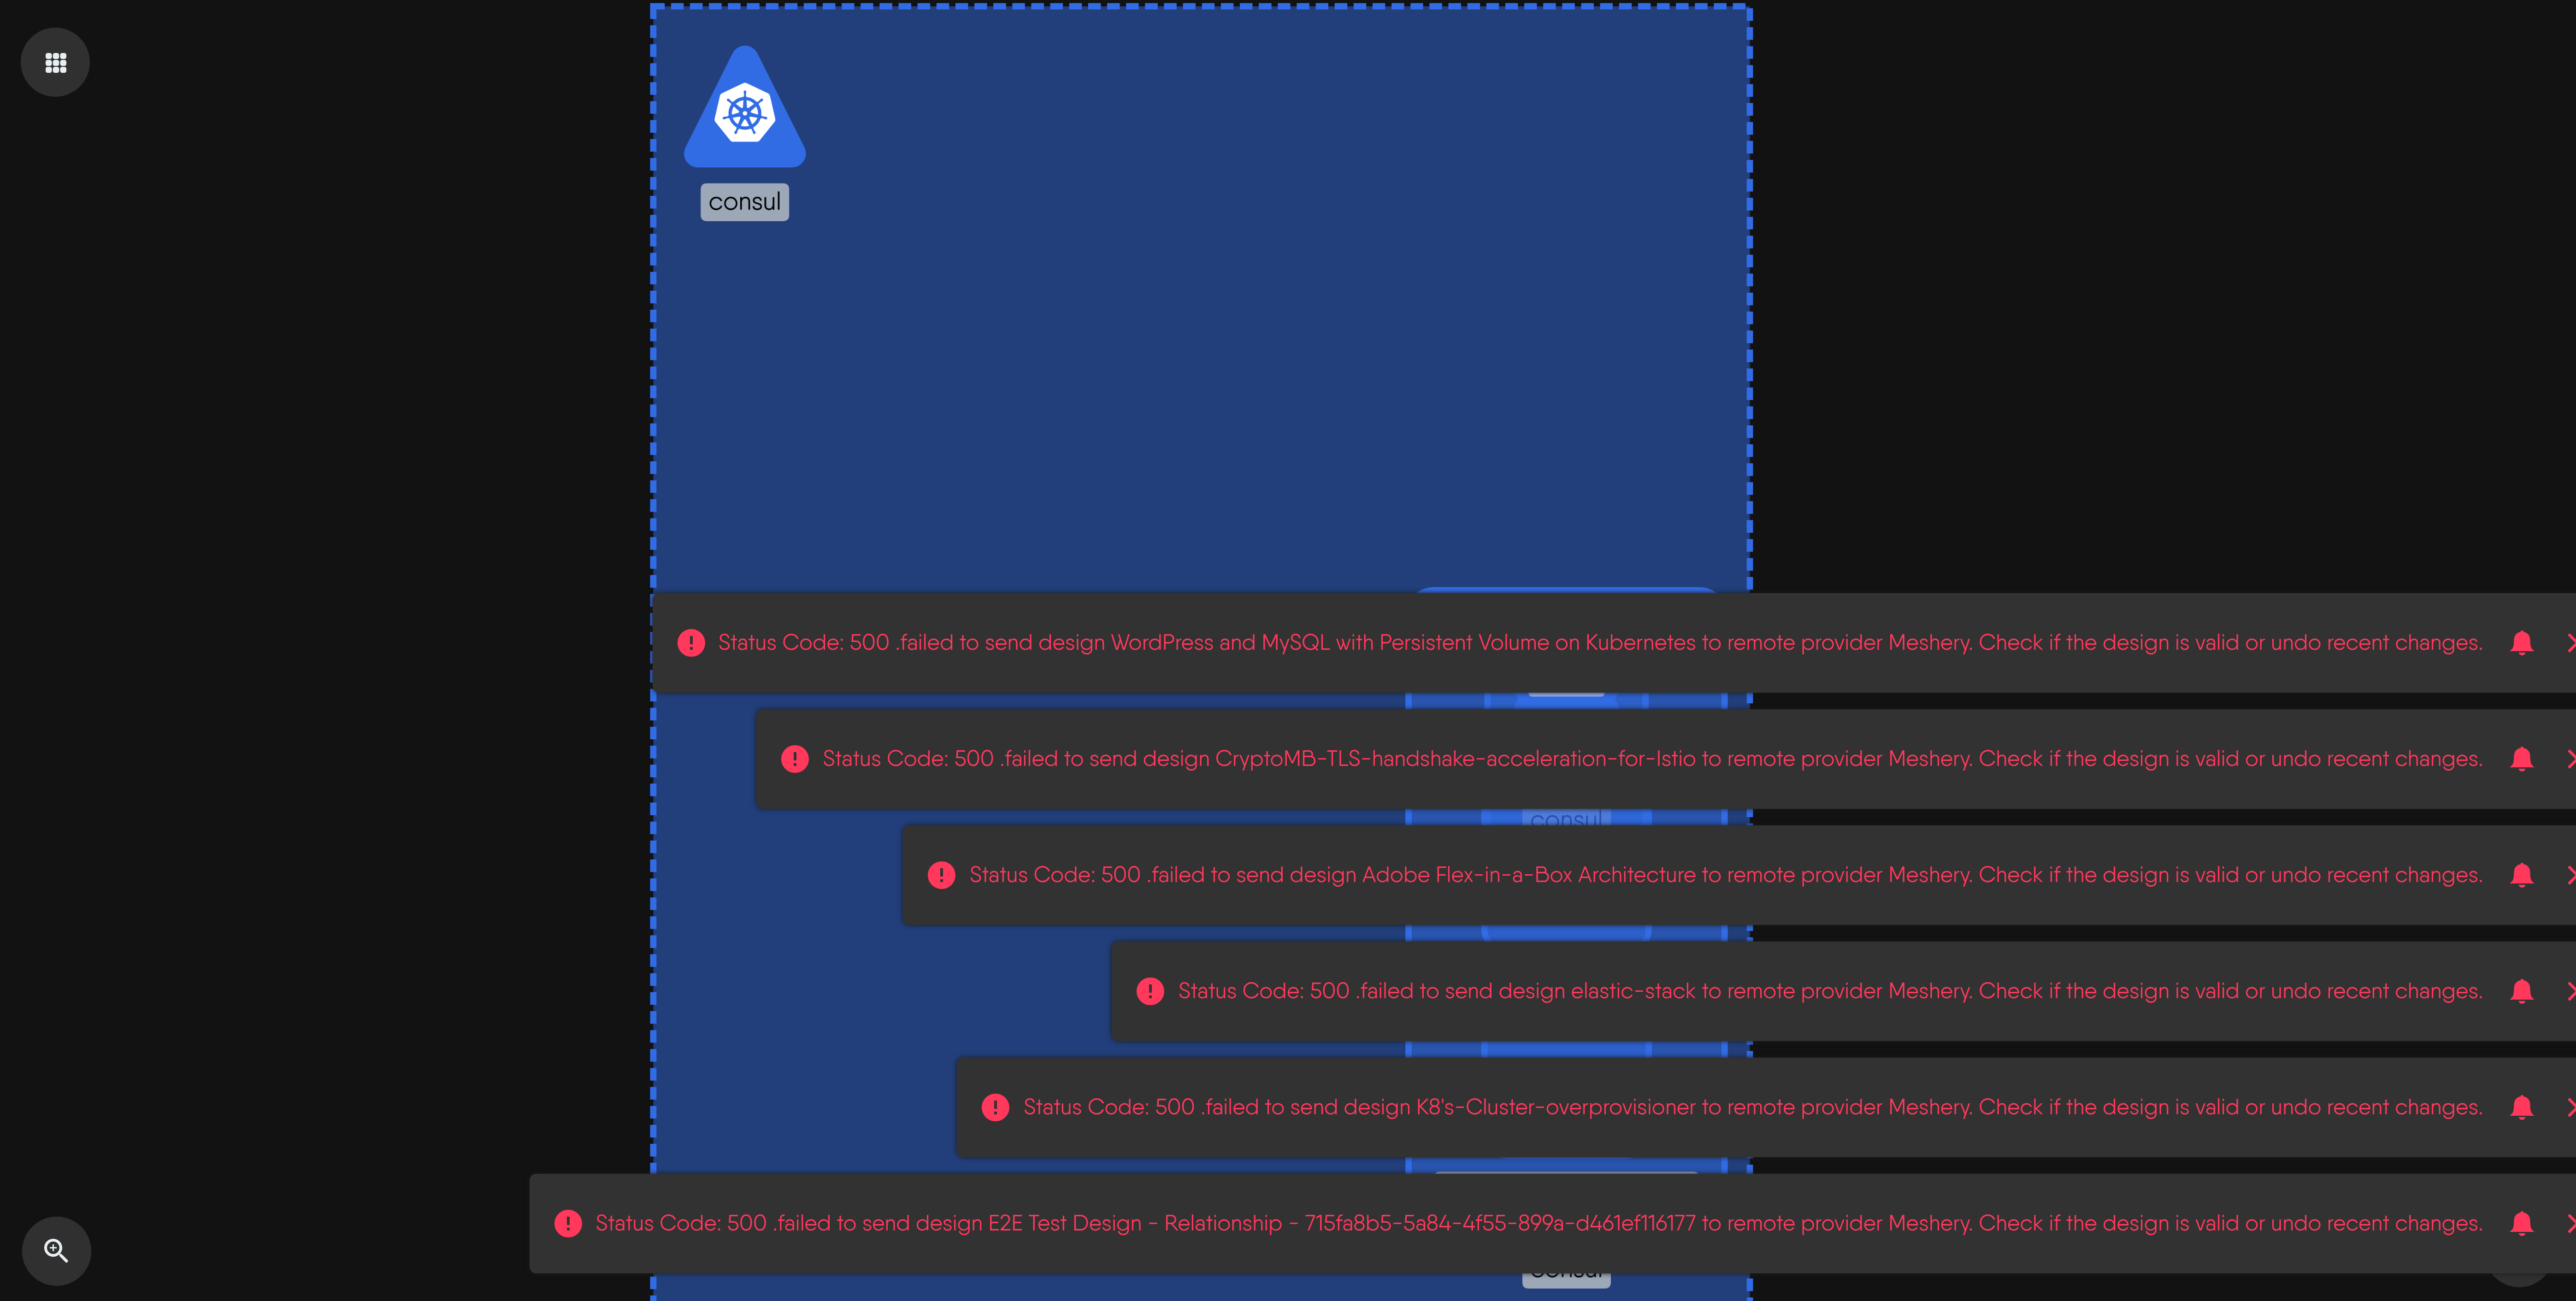 consul
Status Code: 500 .failed to send design WordPress and MySQL with Persistent Volume on Kubernetes to remote provider Meshery. Check if the design is valid or undo recent changes.
Status Code: 500 .failed to send design CryptoMB-TLS-handshake-acceleration-for-Istio to remote provider Meshery. Check if the design is valid or undo recent changes.
consul
Status Code: 500 .failed to send design Adobe Flex-in-a-Box Architecture to remote provider Meshery. Check if the design is valid or undo recent changes.
Status Code: 500 .failed to send design elastic-stack to remote provider Meshery. Check if the design is valid or undo recent changes.
Status Code: 500 .failed to send design K8's-Cluster-overprovisioner to remote provider Meshery. Check if the design is valid or undo recent changes.
Status Code: 500 .failed to send design E2E Test Design - Relationship - 715fa8b5-5a84-4f55-899a-d461ef116177 to remote provider Meshery. Check if the design is valid or undo recent changes.
consul